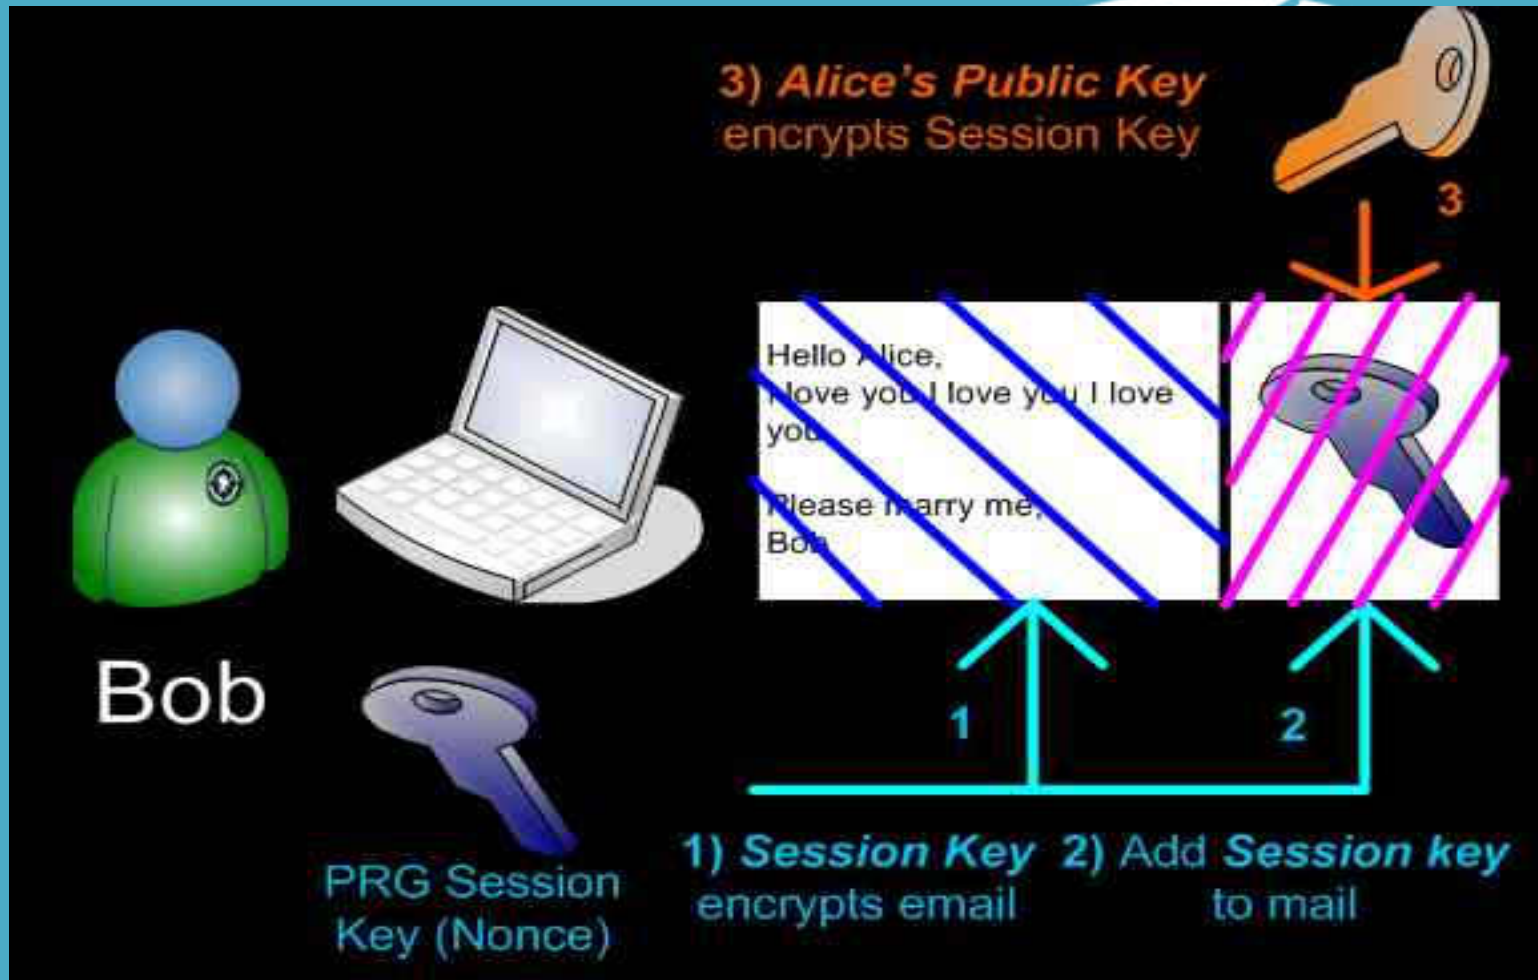 3) Alice's Public Key
encrypts Session Key
3
Hello Alice,
I love you I love you I love
you
Please marry me,
Bob
Bob
1
2
PRG Session
Key (Nonce)
1) Session Key
encrypts email
2) Add Session key
to mail